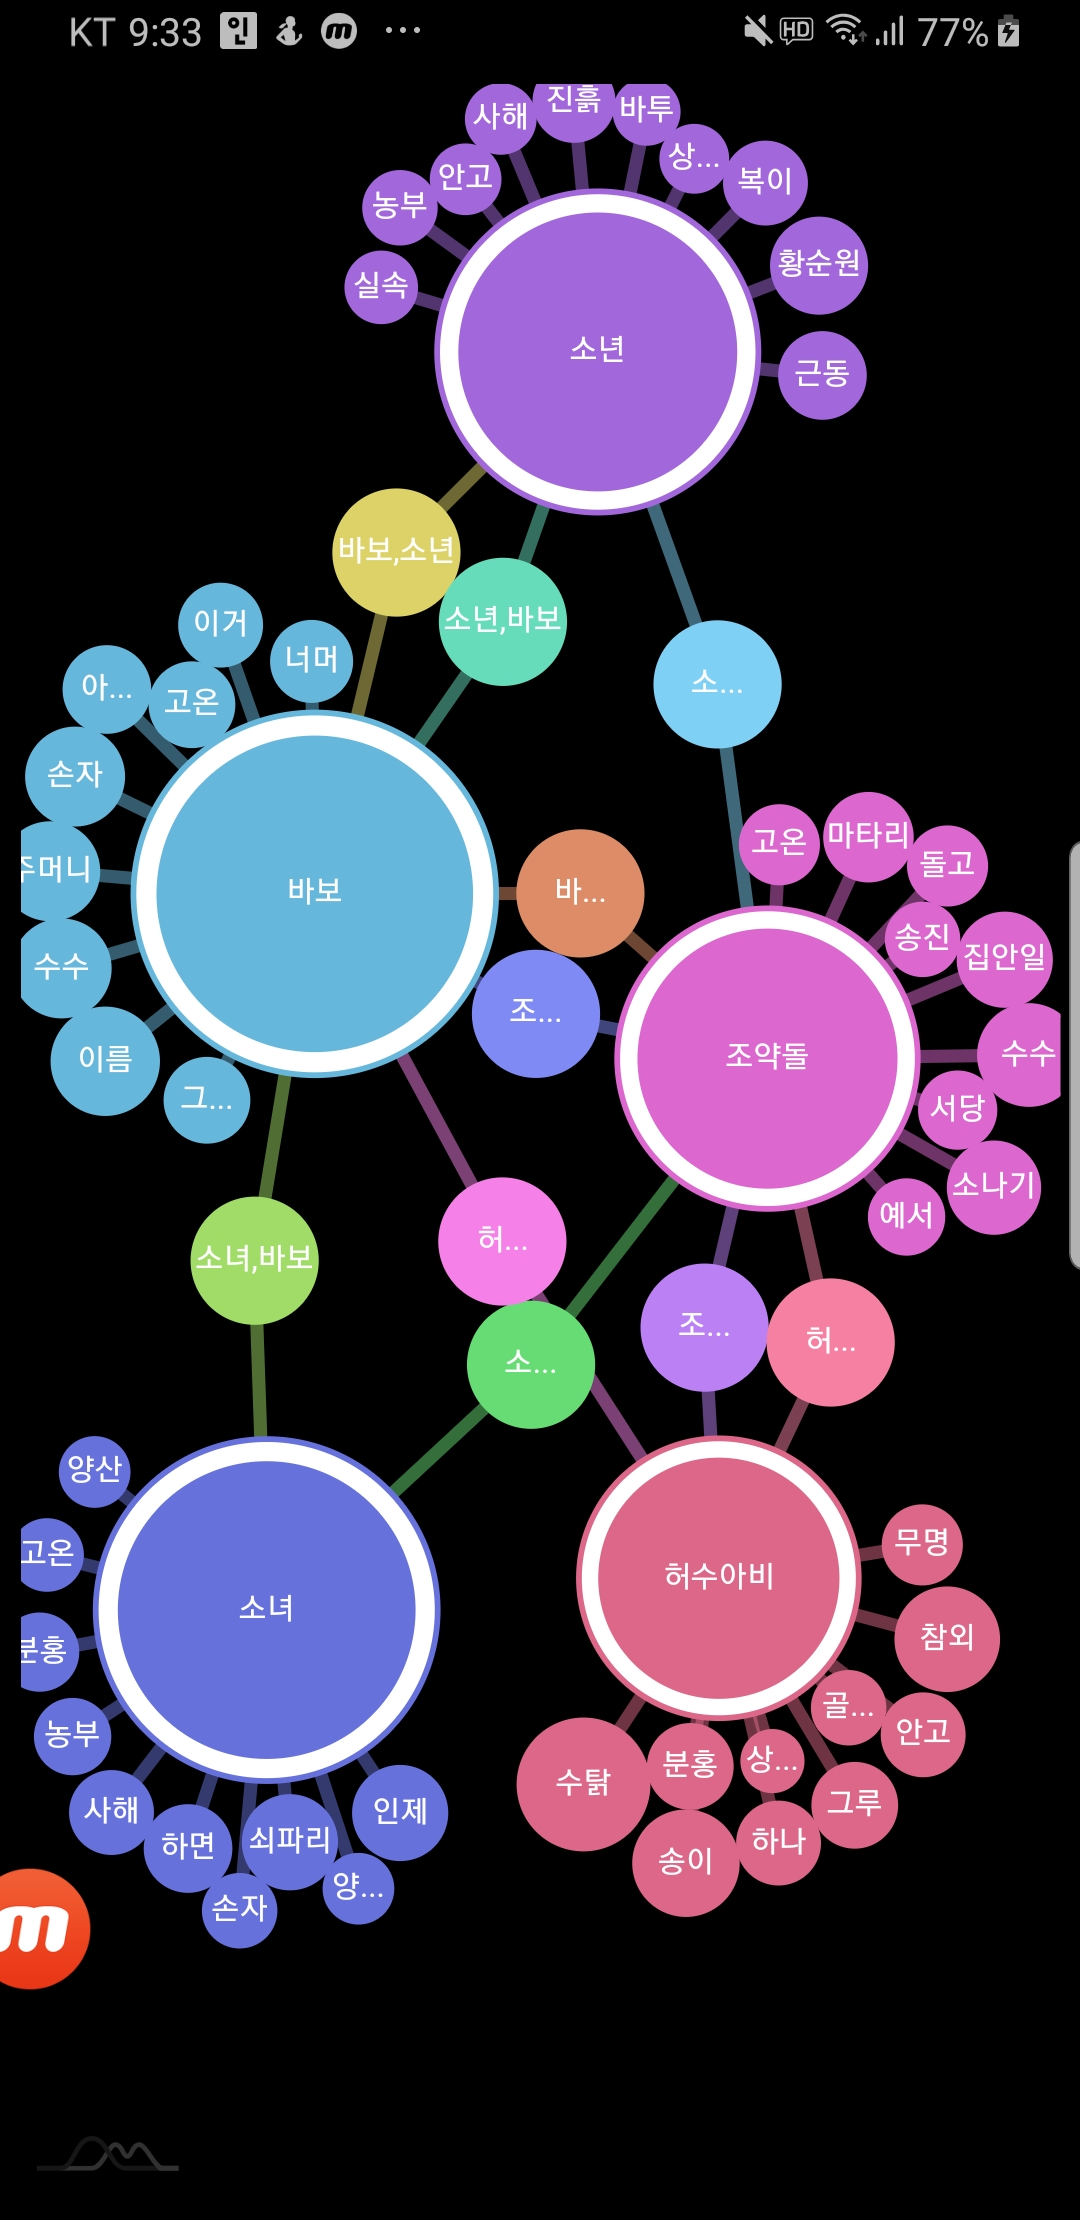 KT 9:33 인 m ... HD 77%
사해
진흙
바투
상...
안고
복이
농부
황순원
실속
소년
근동
바보,소년
소년,바보
이거
너머
소...
아...
고온
손자
고온
마타리
돌고
주머니
바보
바...
송진
집안일
수수
조...
조약돌
수수
이름
그...
서당
소나기
예서
소녀,바보
허...
조...
허...
소...
양산
고온
무명
소녀
허수아비
분홍
참외
농부
골...
안고
사해
하면
쇠파리
인제
수탉
분홍
상...
그루
손자
양...
송이
하나
m